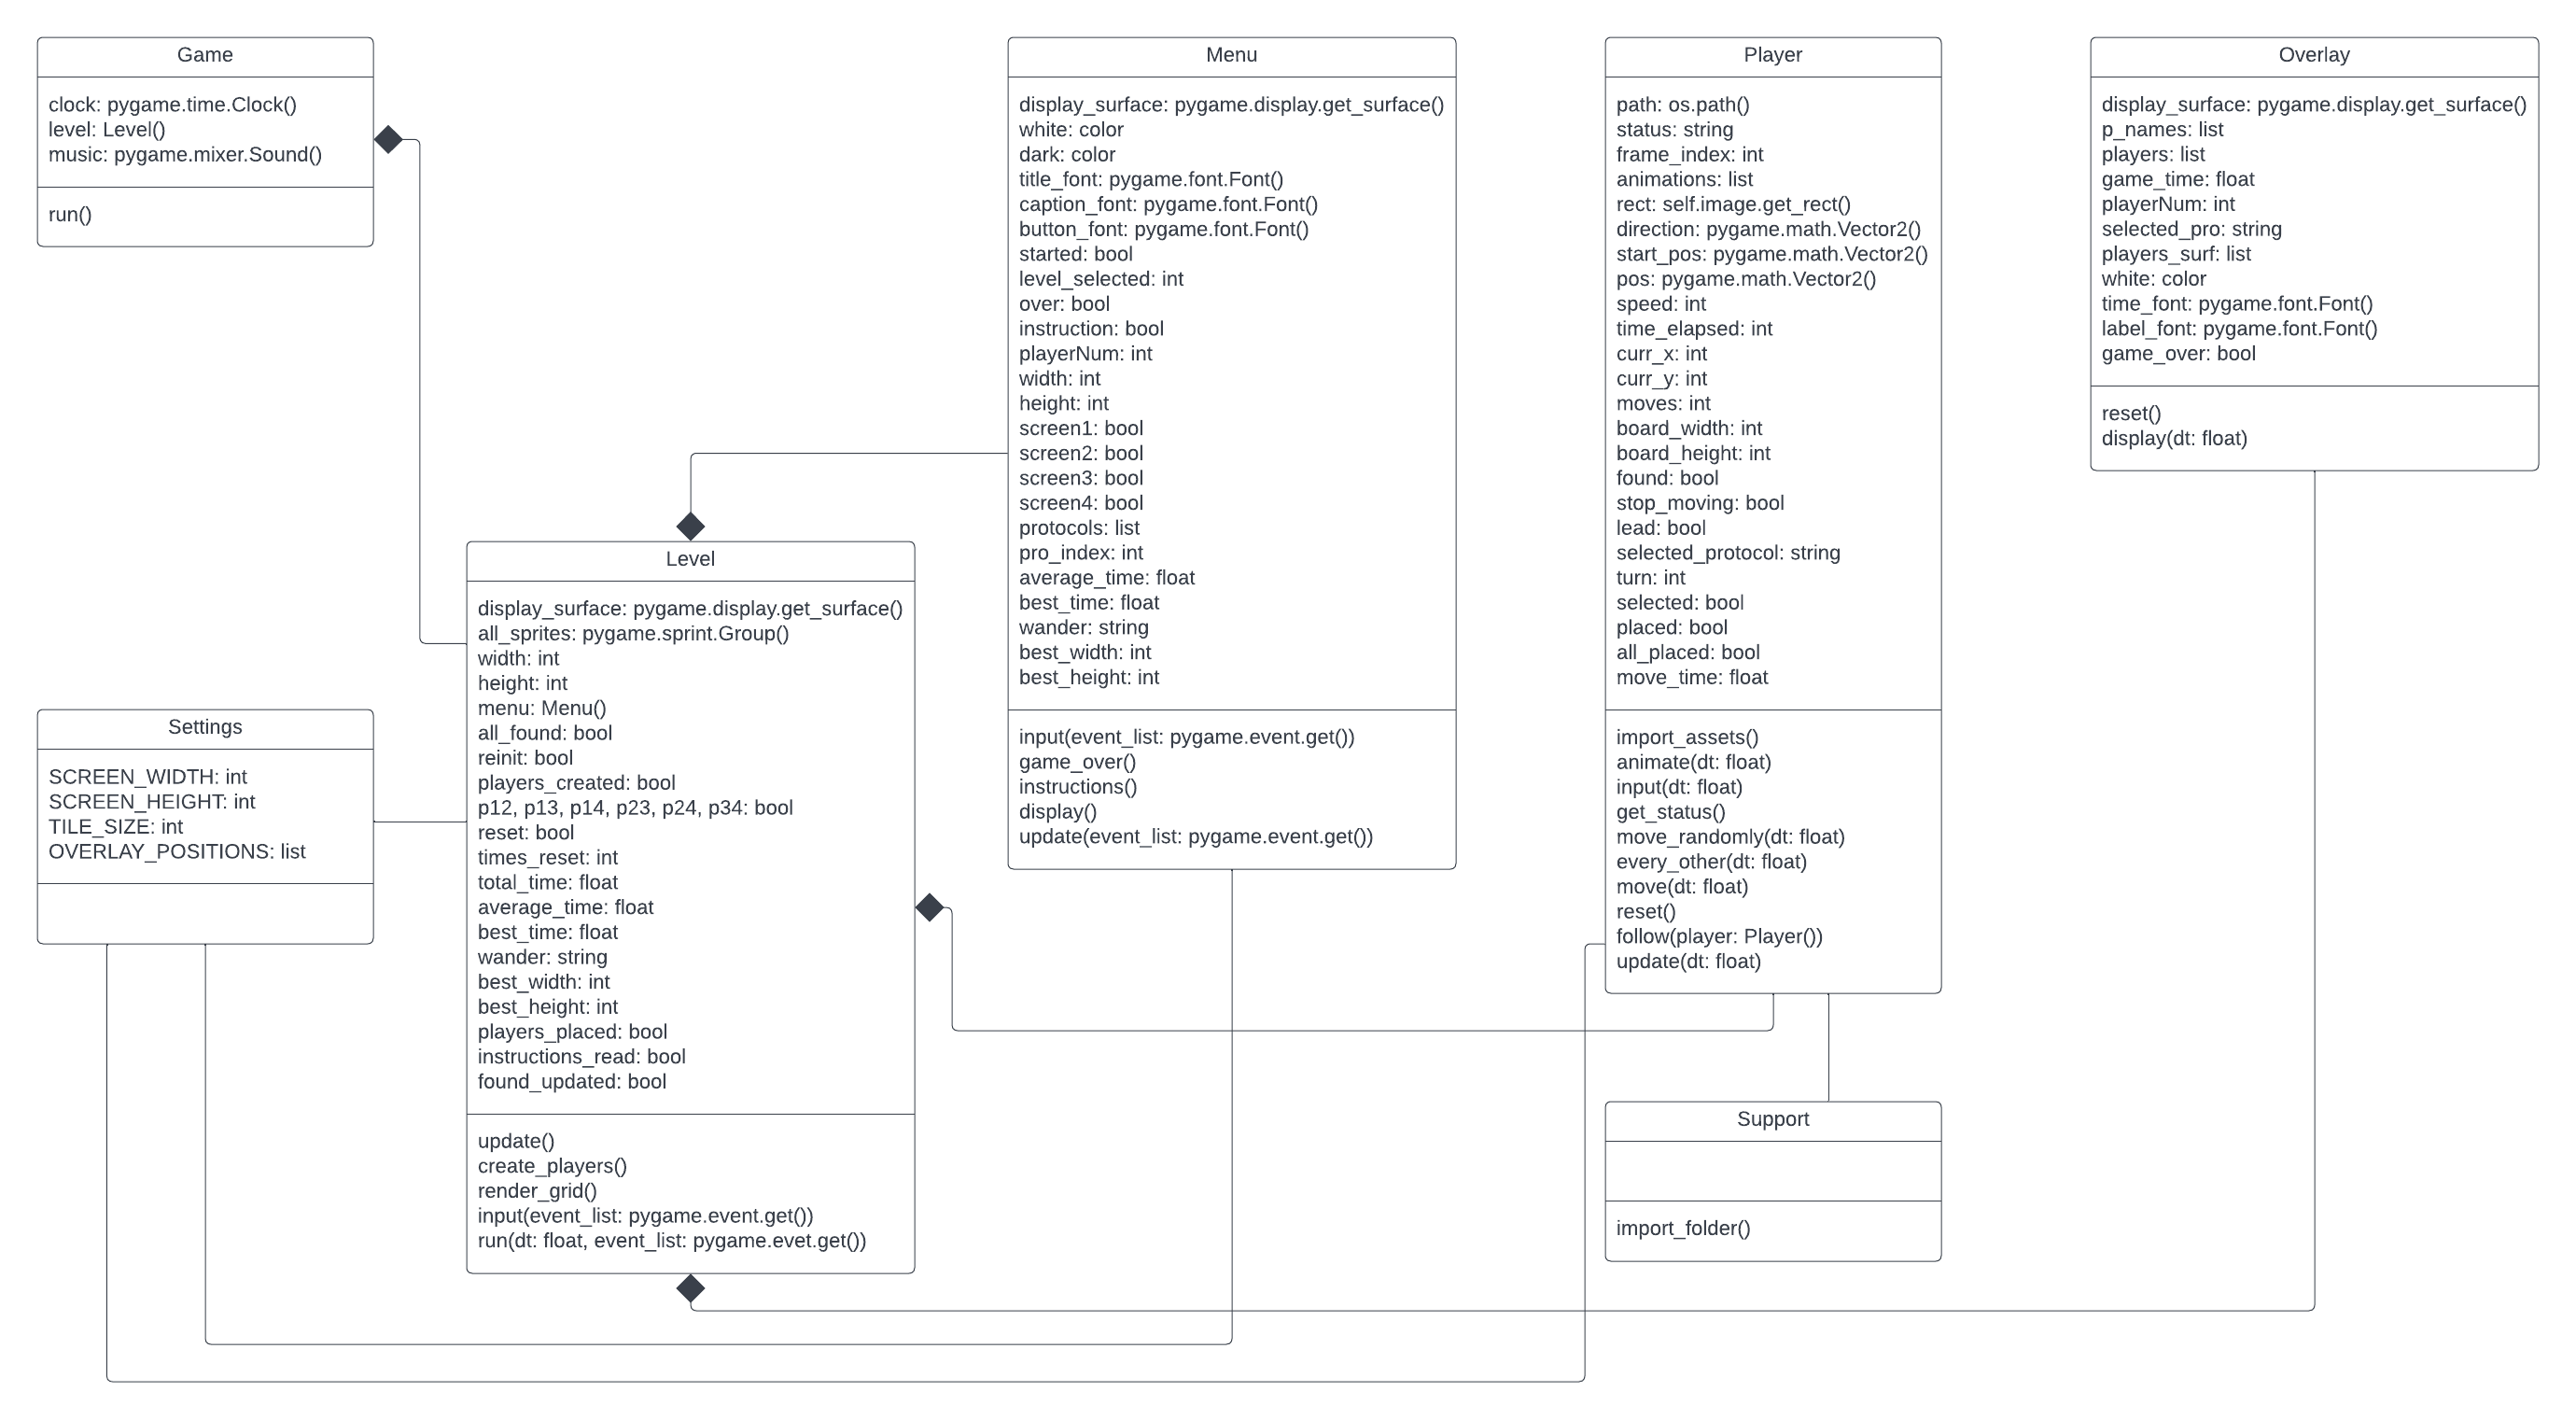 Game
clock: pygame.time.Clock()
level: Level()
music: pygame.mixer.Sound()
run()
Menu
display_surface: pygame.display.get_surface()
white: color
dark: color
title_font: pygame.font.Font()
caption_font: pygame.font.Font()
button_font: pygame.font.Font()
started: bool
level_selected: int
over: bool
instruction: bool
playerNum: int
width: int
height: int
screen1: bool
screen2: bool
screen3: bool
screen4: bool
protocols: list
pro_index: int
average_time: float
best_time: float
wander: string
best_width: int
best_height: int
input(event_list: pygame.event.get())
game_over()
instructions()
display()
update(event_list: pygame.event.get())
Player
path: os.path()
status: string
frame_index: int
animations: list
rect: self.image.get_rect()
direction: pygame.math.Vector2()
start_pos: pygame.math.Vector2()
pos: pygame.math.Vector2()
speed: int
time_elapsed: int
curr_x: int
curr_y: int
moves: int
board_width: int
board_height: int
found: bool
stop_moving: bool
lead: bool
selected_protocol: string
turn: int
selected: bool
placed: bool
all_placed: bool
move_time: float
import_assets()
animate(dt: float)
input(dt: float)
get_status()
move_randomly(dt: float)
every_other(dt: float)
move(dt: float)
reset()
follow(player: Player())
update(dt: float)
Overlay
display_surface: pygame.display.get_surface()
p_names: list
players: list
game_time: float
playerNum: int
selected_pro: string
players_surf: list
white: color
time_font: pygame.font.Font()
label_font: pygame.font.Font()
game_over: bool
reset()
display(dt: float)
Level
display_surface: pygame.display.get_surface()
all_sprites: pygame.sprint.Group()
width: int
height: int
menu: Menu()
all_found: bool
reinit: bool
players_created: bool
p12, p13, p14, p23, p24, p34: bool
reset: bool
times_reset: int
total_time: float
average_time: float
best_time: float
wander: string
best_width: int
best_height: int
players_placed: bool
instructions_read: bool
found_updated: bool
update()
create_players()
render_grid()
input(event_list: pygame.event.get())
run(dt: float, event_list: pygame.evet.get())
Settings
SCREEN_WIDTH: int
SCREEN_HEIGHT: int
TILE_SIZE: int
OVERLAY_POSITIONS: list
Support
import_folder()